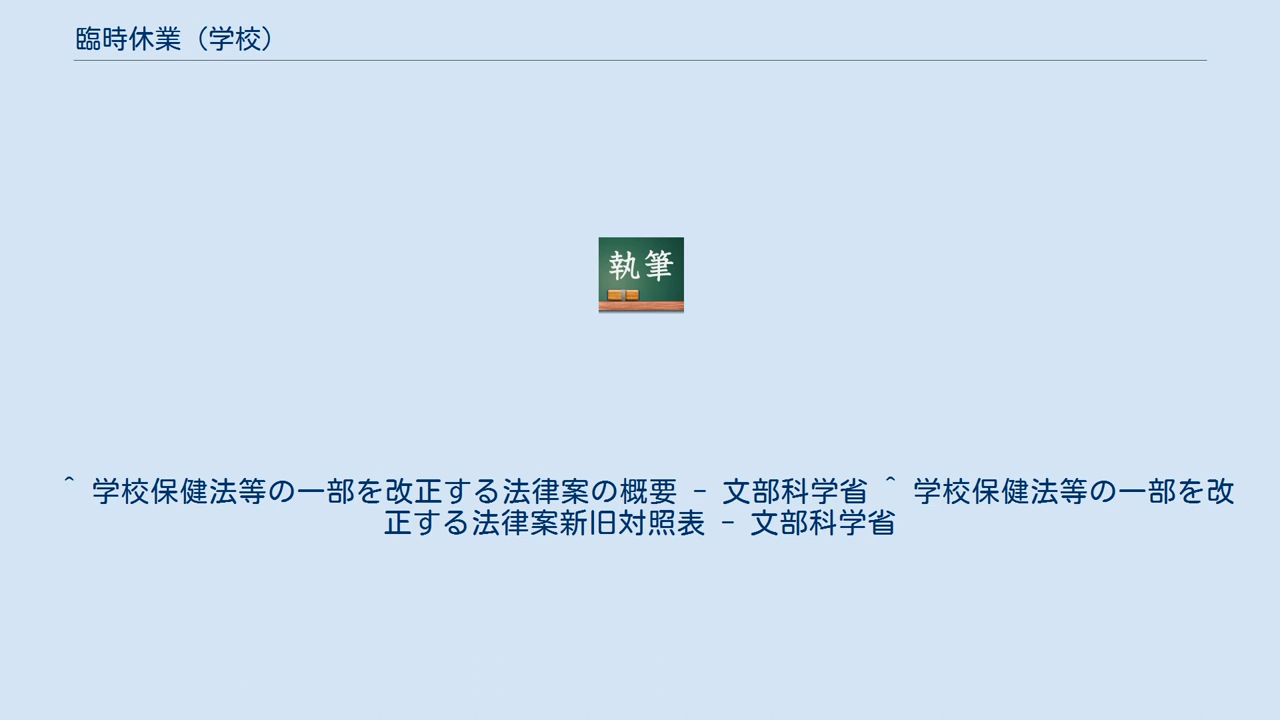 臨時休業（学校）
執筆
^ 学校保健法等の一部を改正する法律案の概要 - 文部科学省 ^ 学校保健法等の一部を改
正する法律案新旧対照表 - 文部科学省